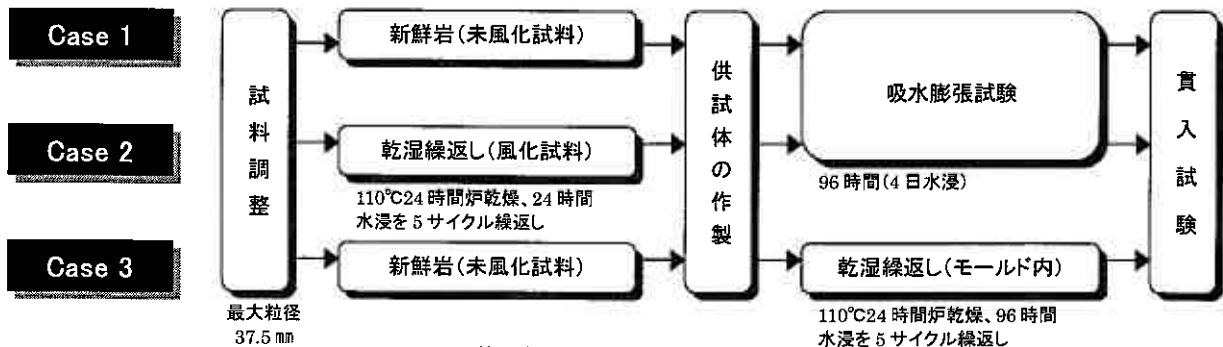 Case 1
Case 2
Case 3
試料調整
最大粒径
37.5 ㎜
新鮮岩(未風化試料)
乾湿繰返し(風化試料)
110℃24 時間炉乾燥、24 時間
水浸を 5 サイクル繰返し
新鮮岩(未風化試料)
供試体の作製
吸水膨張試験
96 時間(4 日水浸)
乾湿繰返し(モールド内)
110℃24 時間炉乾燥、96 時間
水浸を 5 サイクル繰返し
貫入試験